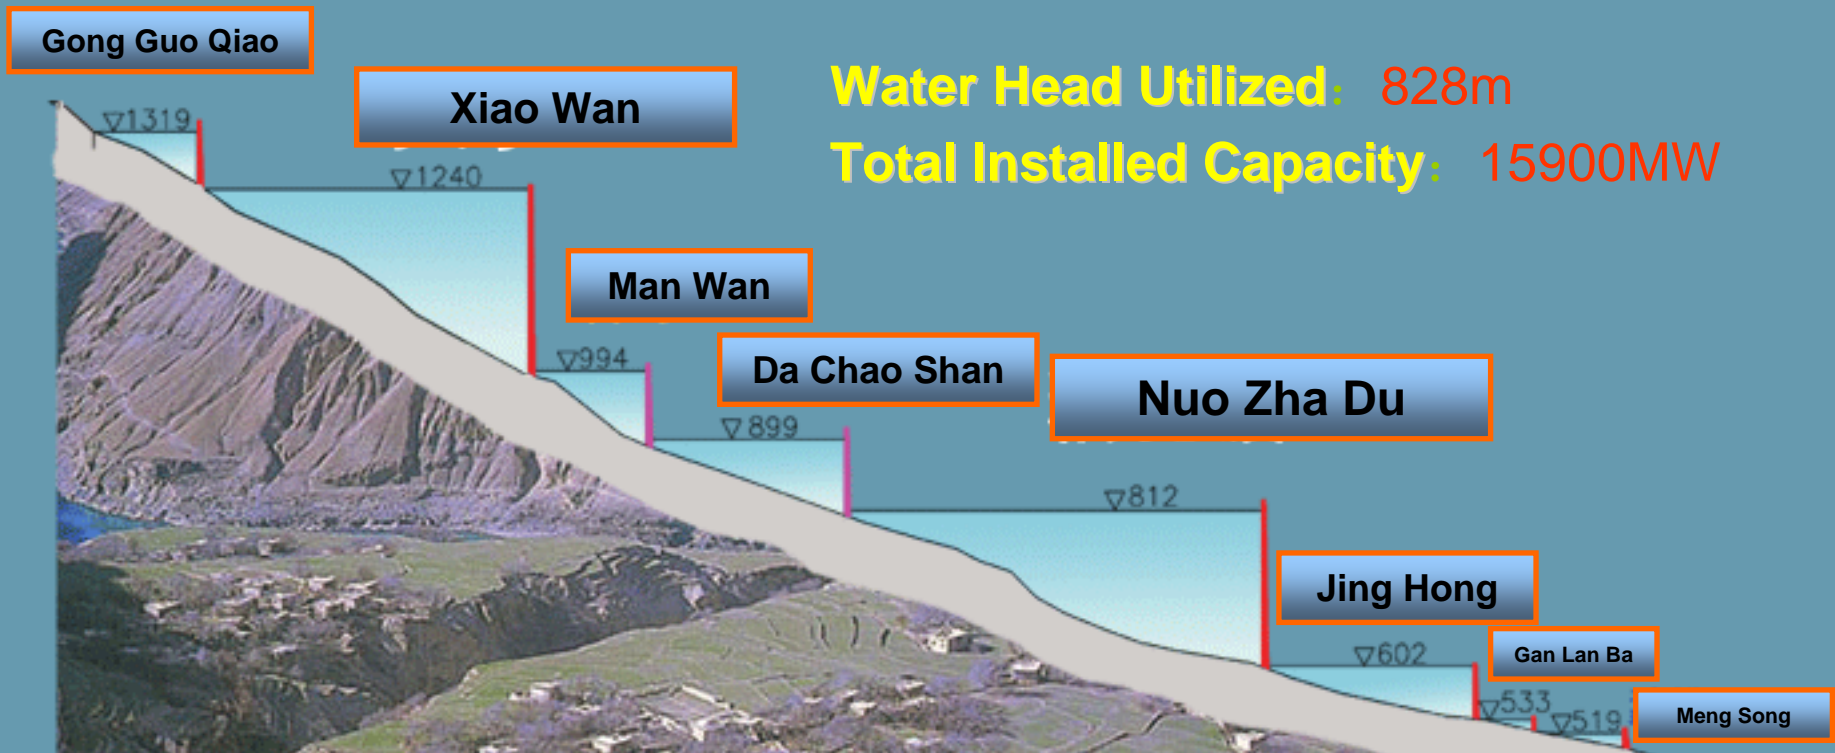 Gong Guo Qiao
Xiao Wan
Water Head Utilized: 828m
Total Installed Capacity: 15900MW
▽1319
▽1240
Man Wan
▽994
Da Chao Shan
Nuo Zha Du
▽899
▽812
Jing Hong
▽602
Gan Lan Ba
▽533
▽519
Meng Song